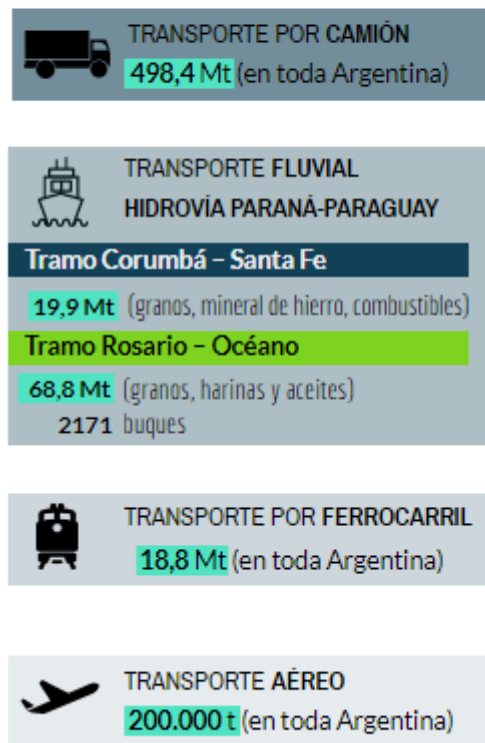 TRANSPORTE POR CAMIÓN
498,4 Mt (en toda Argentina)
TRANSPORTE FLUVIAL
HIDROVÍA PARANÁ-PARAGUAY
Tramo Corumbá – Santa Fe
19,9 Mt (granos, mineral de hierro, combustibles)
Tramo Rosario – Océano
68,8 Mt (granos, harinas y aceites)
2171 buques
TRANSPORTE POR FERROCARRIL
18,8 Mt (en toda Argentina)
TRANSPORTE AÉREO
200.000 t (en toda Argentina)